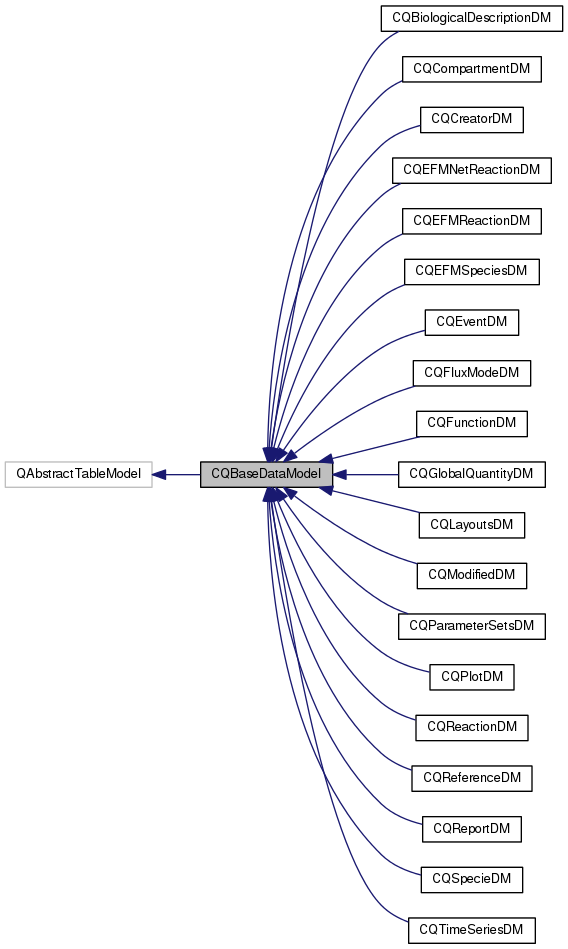 CQBiologicalDescriptionDM
CQCompartmentDM
CQCreatorDM
CQEFMNetReactionDM
CQEFMReactionDM
CQEFMSpeciesDM
CQEventDM
CQFluxModeDM
CQFunctionDM
QAbstractTableModel
CQBaseDataModel
CQGlobalQuantityDM
CQLayoutsDM
CQModifiedDM
CQParameterSetsDM
CQPlotDM
CQReactionDM
CQReferenceDM
CQReportDM
CQSpecieDM
CQTimeSeriesDM